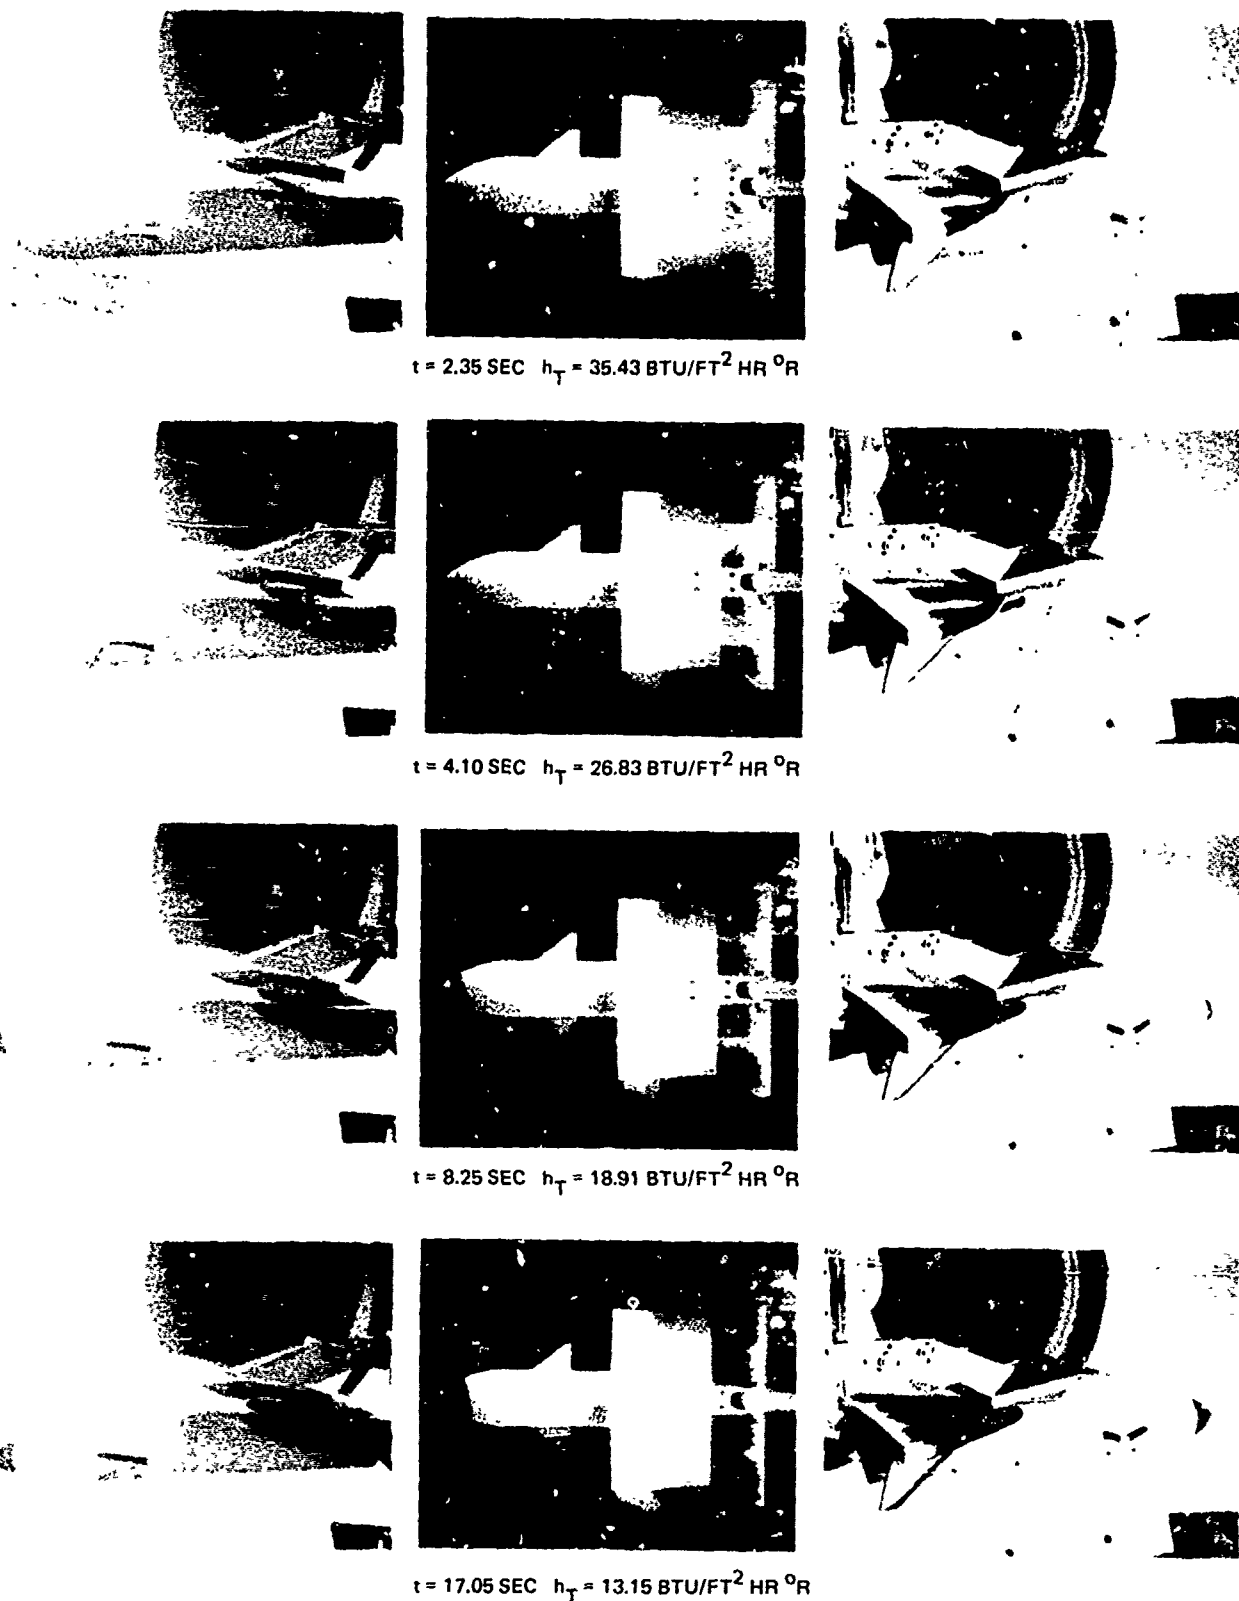 t = 2.35 SEC h_T = 35.43 BTU/FT² HR °R
t = 4.10 SEC h_T = 26.83 BTU/FT² HR °R
t = 8.25 SEC h_T = 18.91 BTU/FT² HR °R
t = 17.05 SEC h_T = 13.15 BTU/FT² HR °R